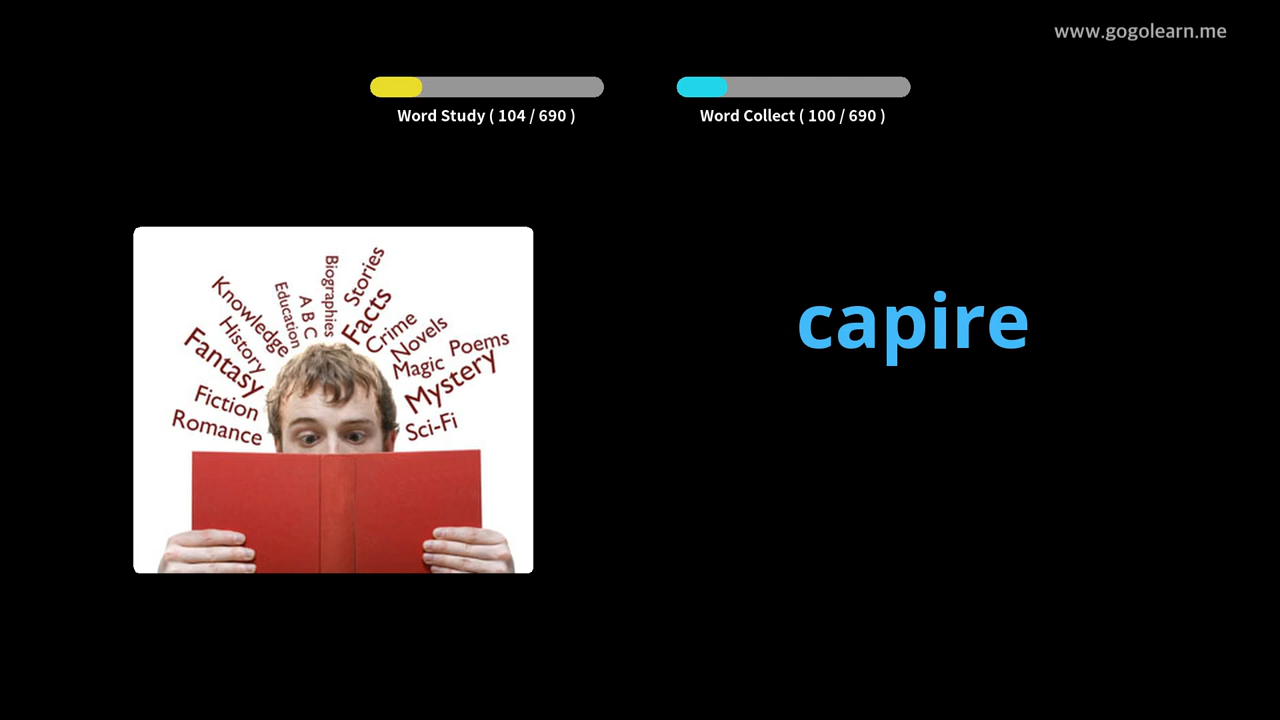 www.gogolearn.me
Word Study ( 104 / 690 )
Word Collect ( 100 / 690 )
capire
Biographies
Stories
Education
A B C
Facts
Knowledge
History
Crime
Novels
Poems
Fantasy
Magic
Mystery
Fiction
Romance
Sci-Fi